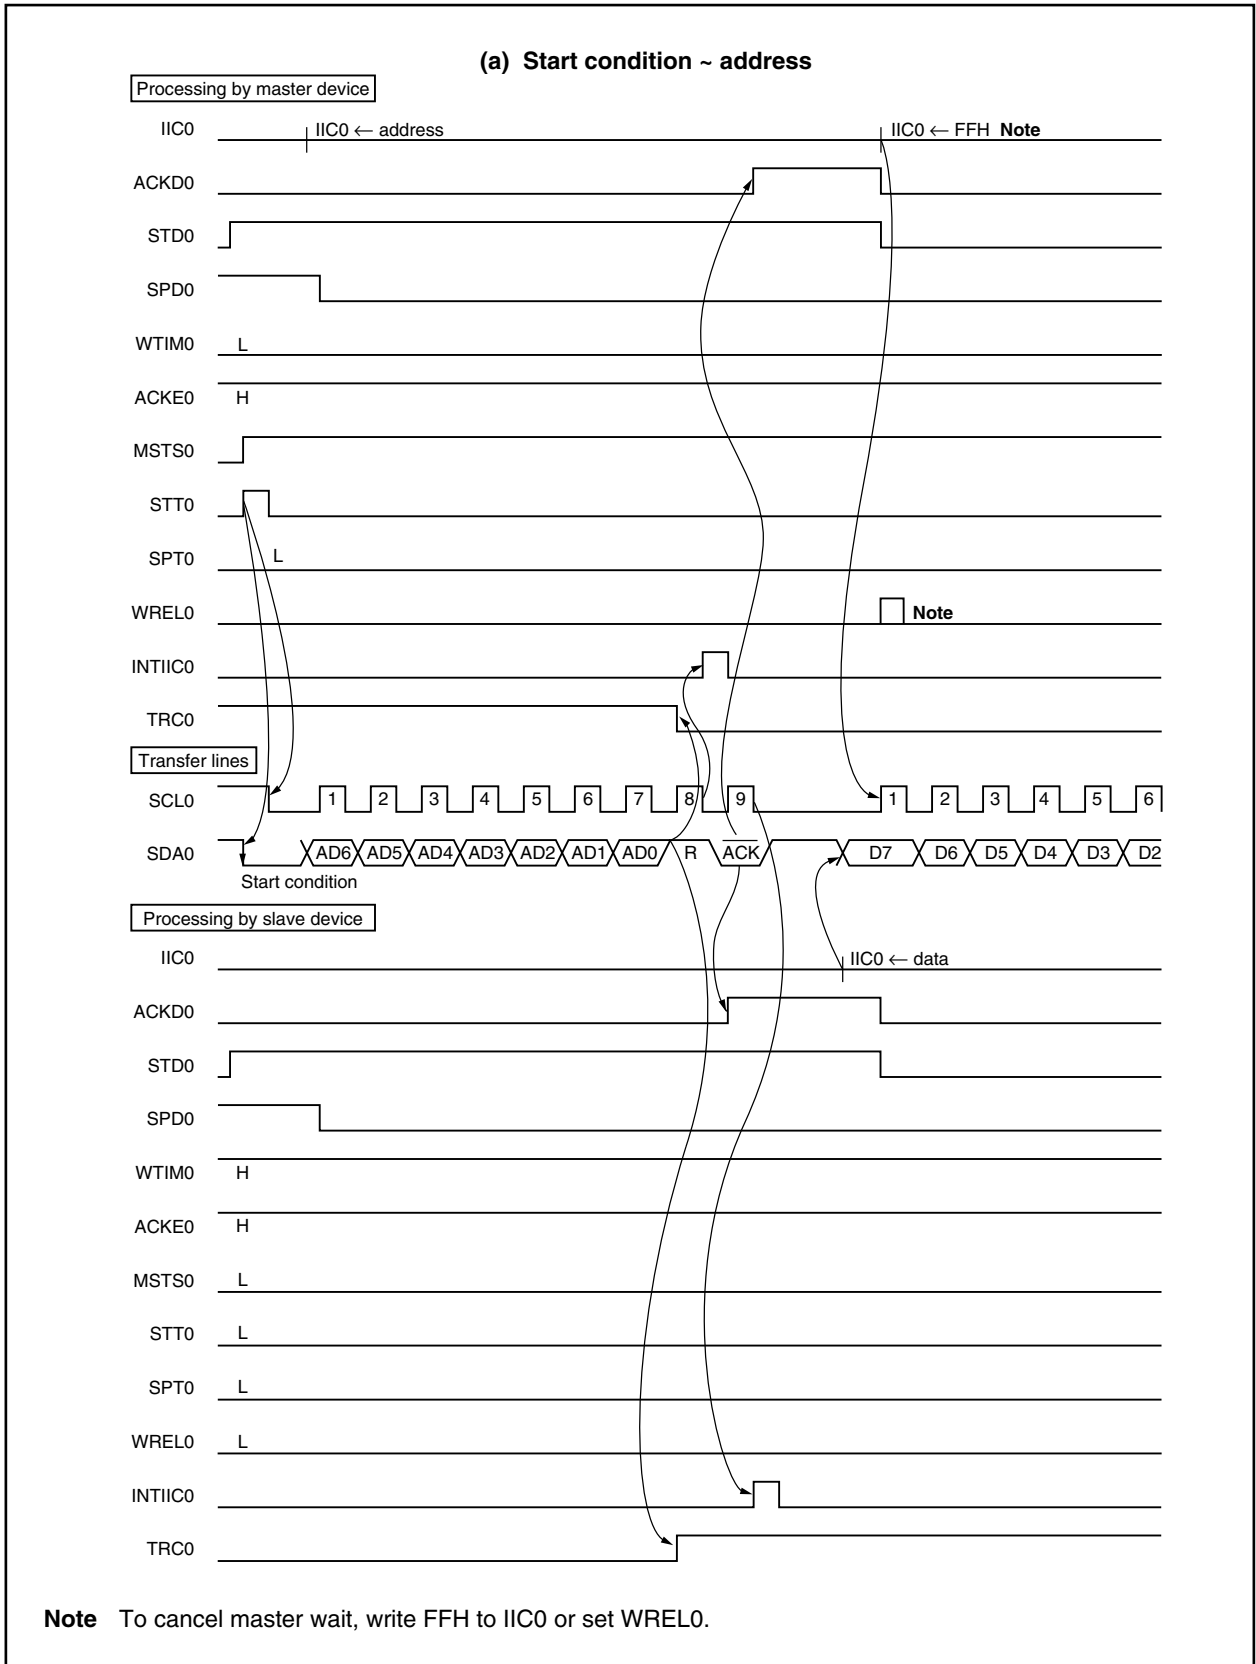 (a) Start condition ~ address
Processing by master device
IIC0 IIC0 ← address IIC0 ← FFH Note
ACKD0
STD0
SPD0
WTIM0 L
ACKE0 H
MSTS0
STT0
SPT0 L
WREL0 Note
INTIIC0
TRC0
Transfer lines
SCL0 1 2 3 4 5 6 7 8 9 1 2 3 4 5 6
SDA0 AD6 AD5 AD4 AD3 AD2 AD1 AD0 R ACK D7 D6 D5 D4 D3 D2
Start condition
Processing by slave device
IIC0 IIC0 ← data
ACKD0
STD0
SPD0
WTIM0 H
ACKE0 H
MSTS0 L
STT0 L
SPT0 L
WREL0 L
INTIIC0
TRC0
Note To cancel master wait, write FFH to IIC0 or set WREL0.